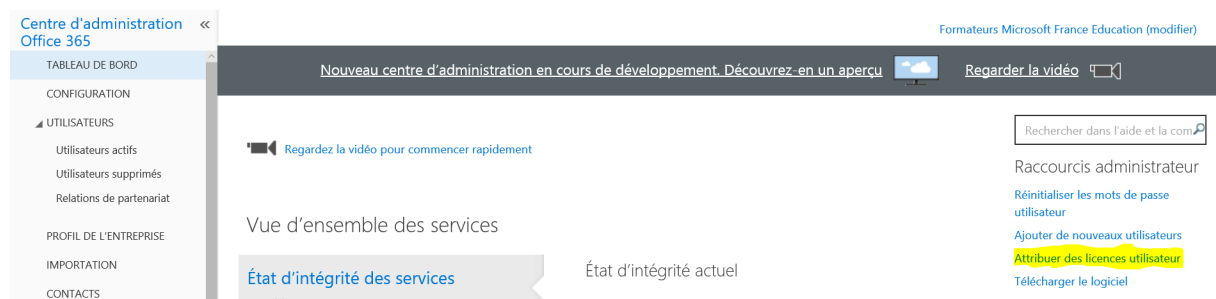 Centre d'administration «
Office 365
TABLEAU DE BORD
CONFIGURATION
UTILISATEURS
Utilisateurs actifs
Utilisateurs supprimés
Relations de partenariat
PROFIL DE L'ENTREPRISE
IMPORTATION
CONTACTS
Formateurs Microsoft France Education (modifier)
Nouveau centre d'administration en cours de développement. Découvrez-en un aperçu
Regarder la vidéo
Regardez la vidéo pour commencer rapidement
Vue d'ensemble des services
État d'intégrité des services
État d'intégrité actuel
Rechercher dans l'aide et la com
Raccourcis administrateur
Réinitialiser les mots de passe
utilisateur
Ajouter de nouveaux utilisateurs
Attribuer des licences utilisateur
Télécharger le logiciel